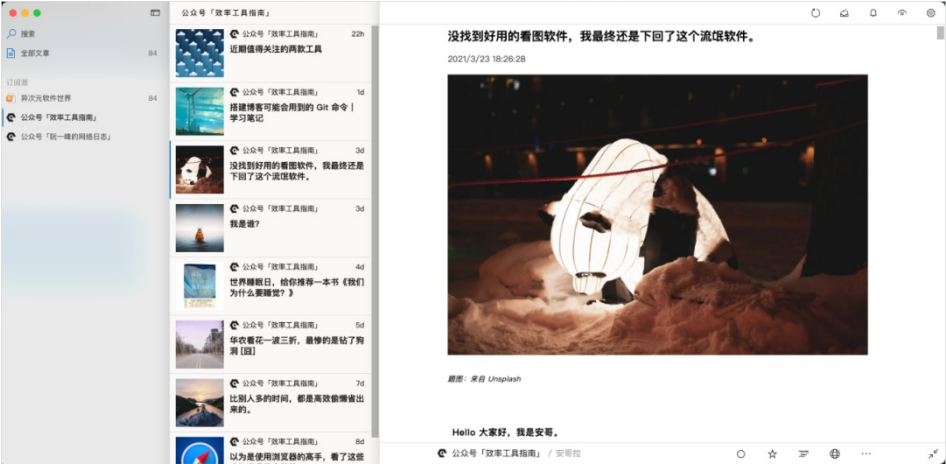 搜索
全部文章 84
订阅源
异次元软件世界 84
公众号「效率工具指南」
公众号「阮一峰的网络日志」
公众号「效率工具指南」
公众号「效率工具指南」 22h
近期值得关注的两款工具
公众号「效率工具指南」 1d
搭建博客可能会用到的 Git 命令 |
学习笔记
公众号「效率工具指南」 3d
没找到好用的看图软件,我最终还是
下回了这个流氓软件。
公众号「效率工具指南」 3d
我是谁?
公众号「效率工具指南」 4d
世界睡眠日,给你推荐一本书《我们
为什么要睡觉?》
公众号「效率工具指南」 5d
华农看花一波三折,最惨的是钻了狗
洞 [囧]
公众号「效率工具指南」 7d
比别人多的时间,都是高效偷懒省出
来的。
公众号「效率工具指南」 8d
以为是使用浏览器的高手,看了这些
没找到好用的看图软件,我最终还是下回了这个流氓软件。
2021/3/23 18:26:28
题图:来自 Unsplash
Hello 大家好,我是安哥。
公众号「效率工具指南」 / 安哥拉